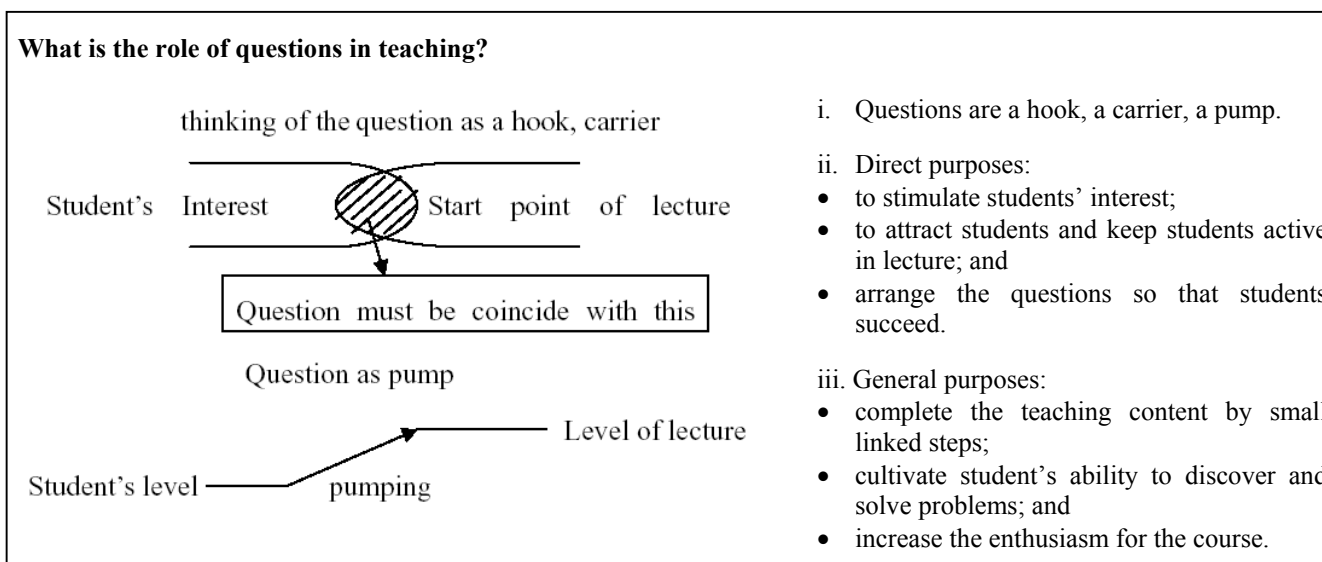 What is the role of questions in teaching?
thinking of the question as a hook, carrier
Student's Interest
Start point of lecture
Question must be coincide with this
Question as pump
Level of lecture
Student's level
pumping
i. Questions are a hook, a carrier, a pump.
ii. Direct purposes:
• to stimulate students' interest;
• to attract students and keep students active
in lecture; and
• arrange the questions so that students
succeed.
iii. General purposes:
• complete the teaching content by small
linked steps;
• cultivate student's ability to discover and
solve problems; and
• increase the enthusiasm for the course.